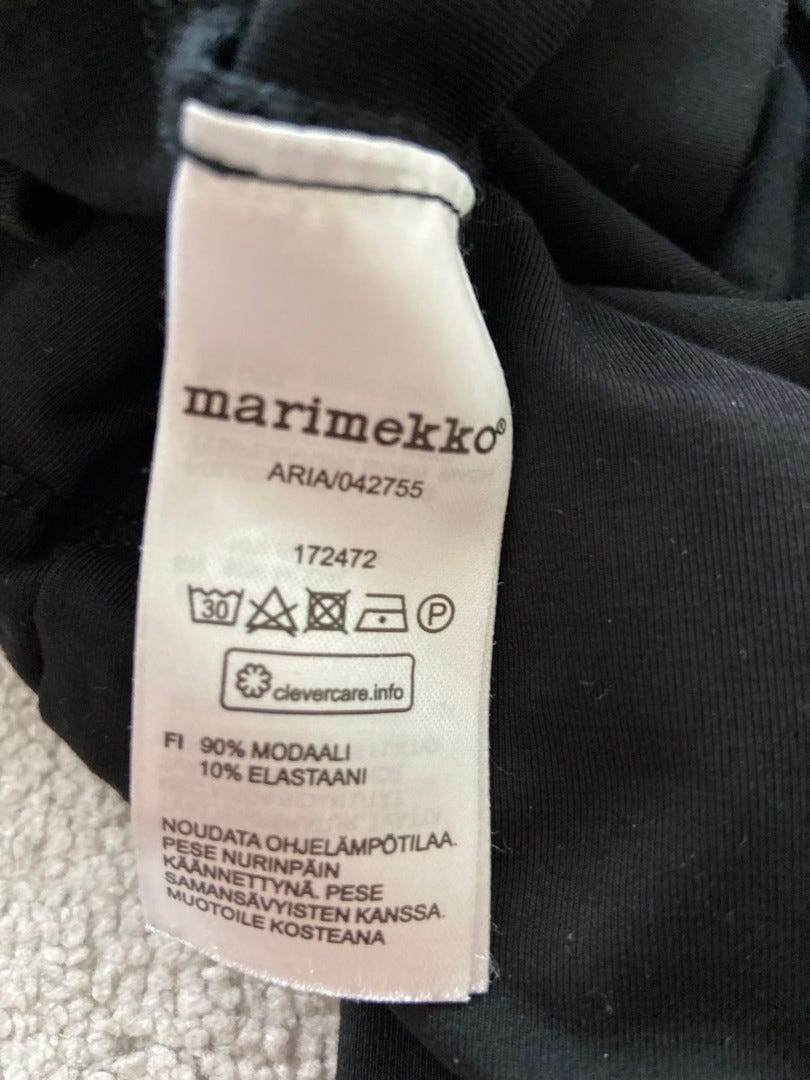 marimekko®
ARIA/042755
172472
30 P
clevercare.info
FI 90% MODAALI
10% ELASTAANI
NOUDATA OHJELÄMPÖTILAA.
PESE NURINPÄIN
KÄÄNNETTYNÄ. PESE
SAMANSÄVYISTEN KANSSA.
MUOTOILE KOSTEANA